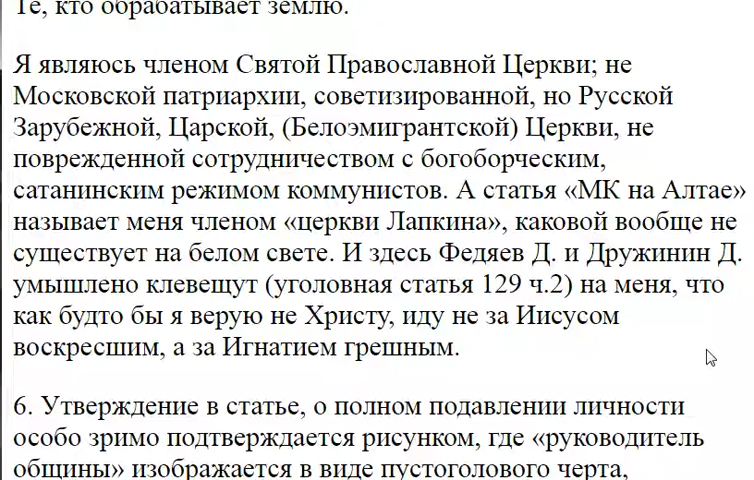 Те, кто обрабатывает землю.
Я являюсь членом Святой Православной Церкви; не
Московской патриархии, советизированной, но Русской
Зарубежной, Царской, (Белоэмигрантской) Церкви, не
поврежденной сотрудничеством с богоборческим,
сатанинским режимом коммунистов. А статья «МК на Алтае»
называет меня членом «церкви Лапкина», каковой вообще не
существует на белом свете. И здесь Федяев Д. и Дружинин Д.
умышлено клевещут (уголовная статья 129 ч.2) на меня, что
как будто бы я верую не Христу, иду не за Иисусом
воскресшим, а за Игнатием грешным.
6. Утверждение в статье, о полном подавлении личности
особо зримо подтверждается рисунком, где «руководитель
общины» изображается в виде пустоголового черта,